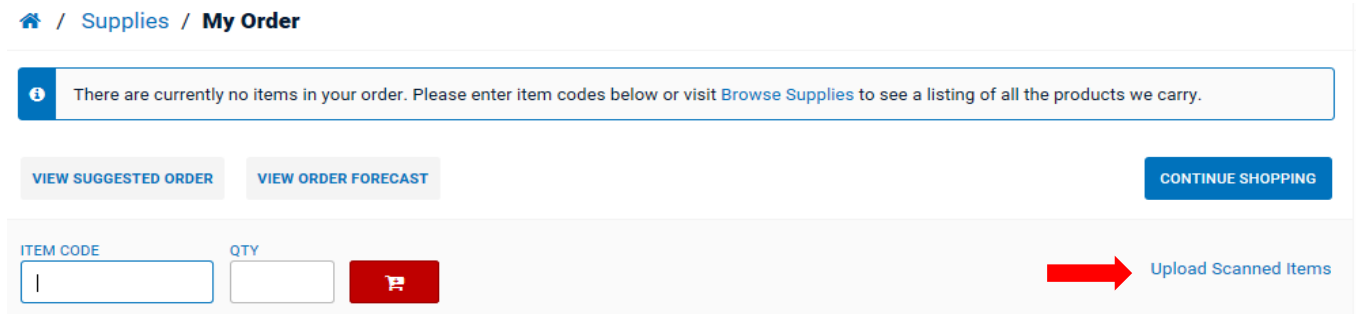 / Supplies / My Order
There are currently no items in your order. Please enter item codes below or visit Browse Supplies to see a listing of all the products we carry.
VIEW SUGGESTED ORDER VIEW ORDER FORECAST CONTINUE SHOPPING
ITEM CODE QTY
Upload Scanned Items